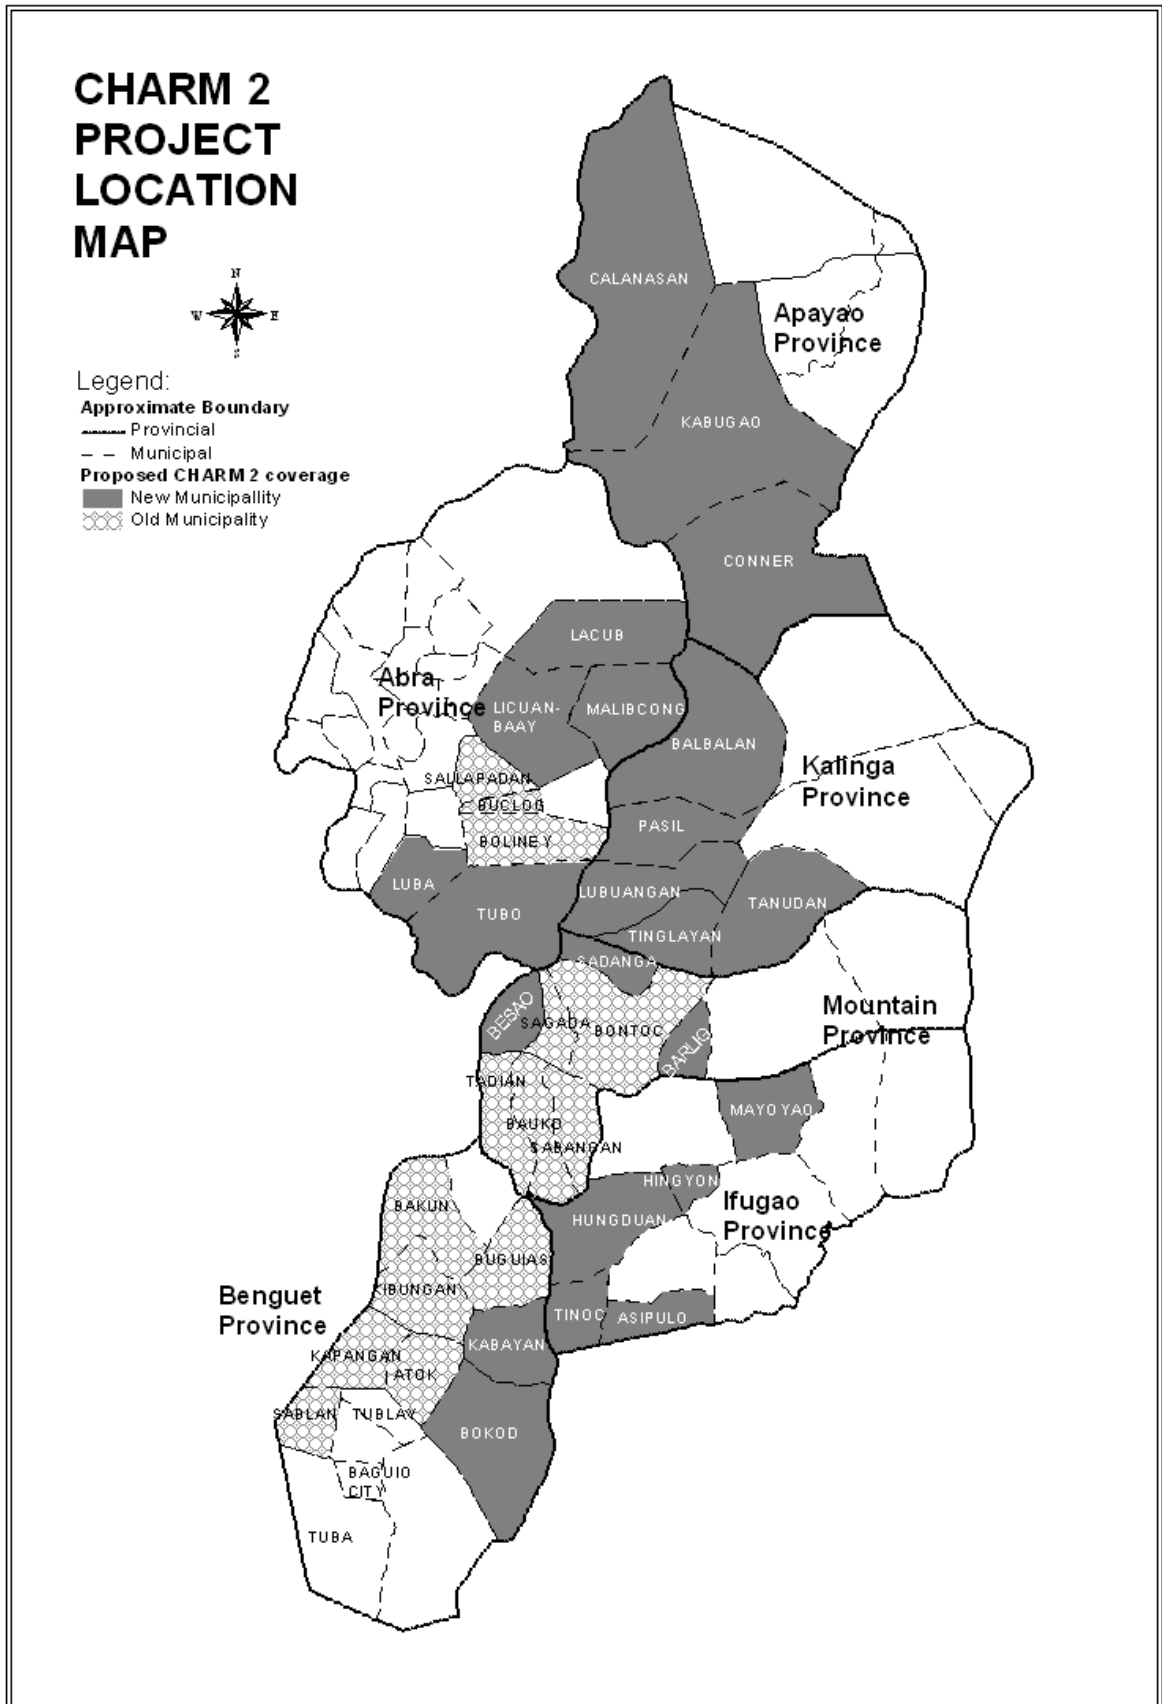 CHARM 2
PROJECT
LOCATION
MAP
N
W
E
S
Legend:
Approximate Boundary
Provincial
Municipal
Proposed CHARM 2 coverage
New Municipallity
Old Municipality
CALANASAN
Apayao
Province
KABUGAO
CONNER
LACUB
Abra
Province
LICUAN-
BAAY
MALIBCONG
BALBALAN
SALLAPADAN
Kalinga
Province
BUCLOG
PASIL
BOLINEY
LUBA
LUBUANGAN
TANUDAN
TUBO
TINGLAYAN
SADANGA
BESAO
SAGADA
BONTOC
Mountain
Province
BARLIG
TADIAN
MAYOYAO
BAUKO
SABANGAN
HINGYON
BAKUN
HUNGDUAN
Ifugao
Province
BUGUIAS
KIBUNGAN
Benguet
Province
TINOC
ASIPULO
KABAYAN
KAPANGAN
ATOK
SABLAN
TUBLAY
BOKOD
BAGUIO
CITY
TUBA